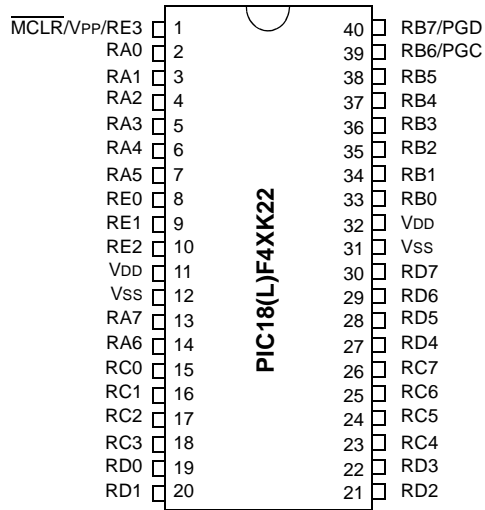 MCLR/VPP/RE3 1 40 RB7/PGD
RA0 2 39 RB6/PGC
RA1 3 38 RB5
RA2 4 37 RB4
RA3 5 36 RB3
RA4 6 35 RB2
RA5 7 34 RB1
RE0 8 33 RB0
RE1 9 32 VDD
RE2 10 31 VSS
VDD 11 30 RD7
VSS 12 29 RD6
RA7 13 28 RD5
RA6 14 27 RD4
RC0 15 26 RC7
RC1 16 25 RC6
RC2 17 24 RC5
RC3 18 23 RC4
RD0 19 22 RD3
RD1 20 21 RD2
PIC18(L)F4XK22